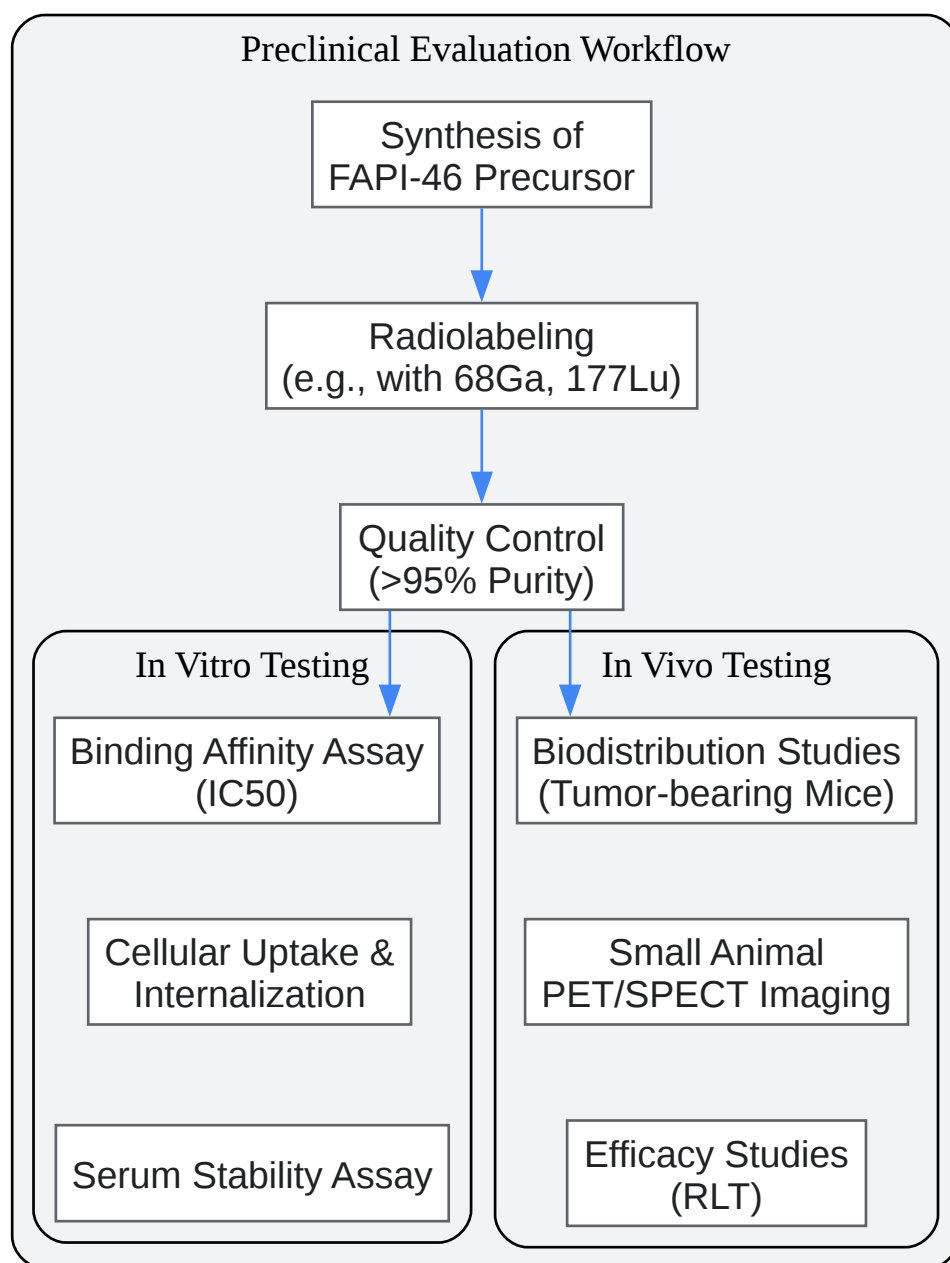 Preclinical Evaluation Workflow
Synthesis of
FAPI-46 Precursor
Radiolabeling
(e.g., with 68Ga, 177Lu)
Quality Control
(>95% Purity)
In Vitro Testing
Binding Affinity Assay
(IC50)
Cellular Uptake &
Internalization
Serum Stability Assay
In Vivo Testing
Biodistribution Studies
(Tumor-bearing Mice)
Small Animal
PET/SPECT Imaging
Efficacy Studies
(RLT)